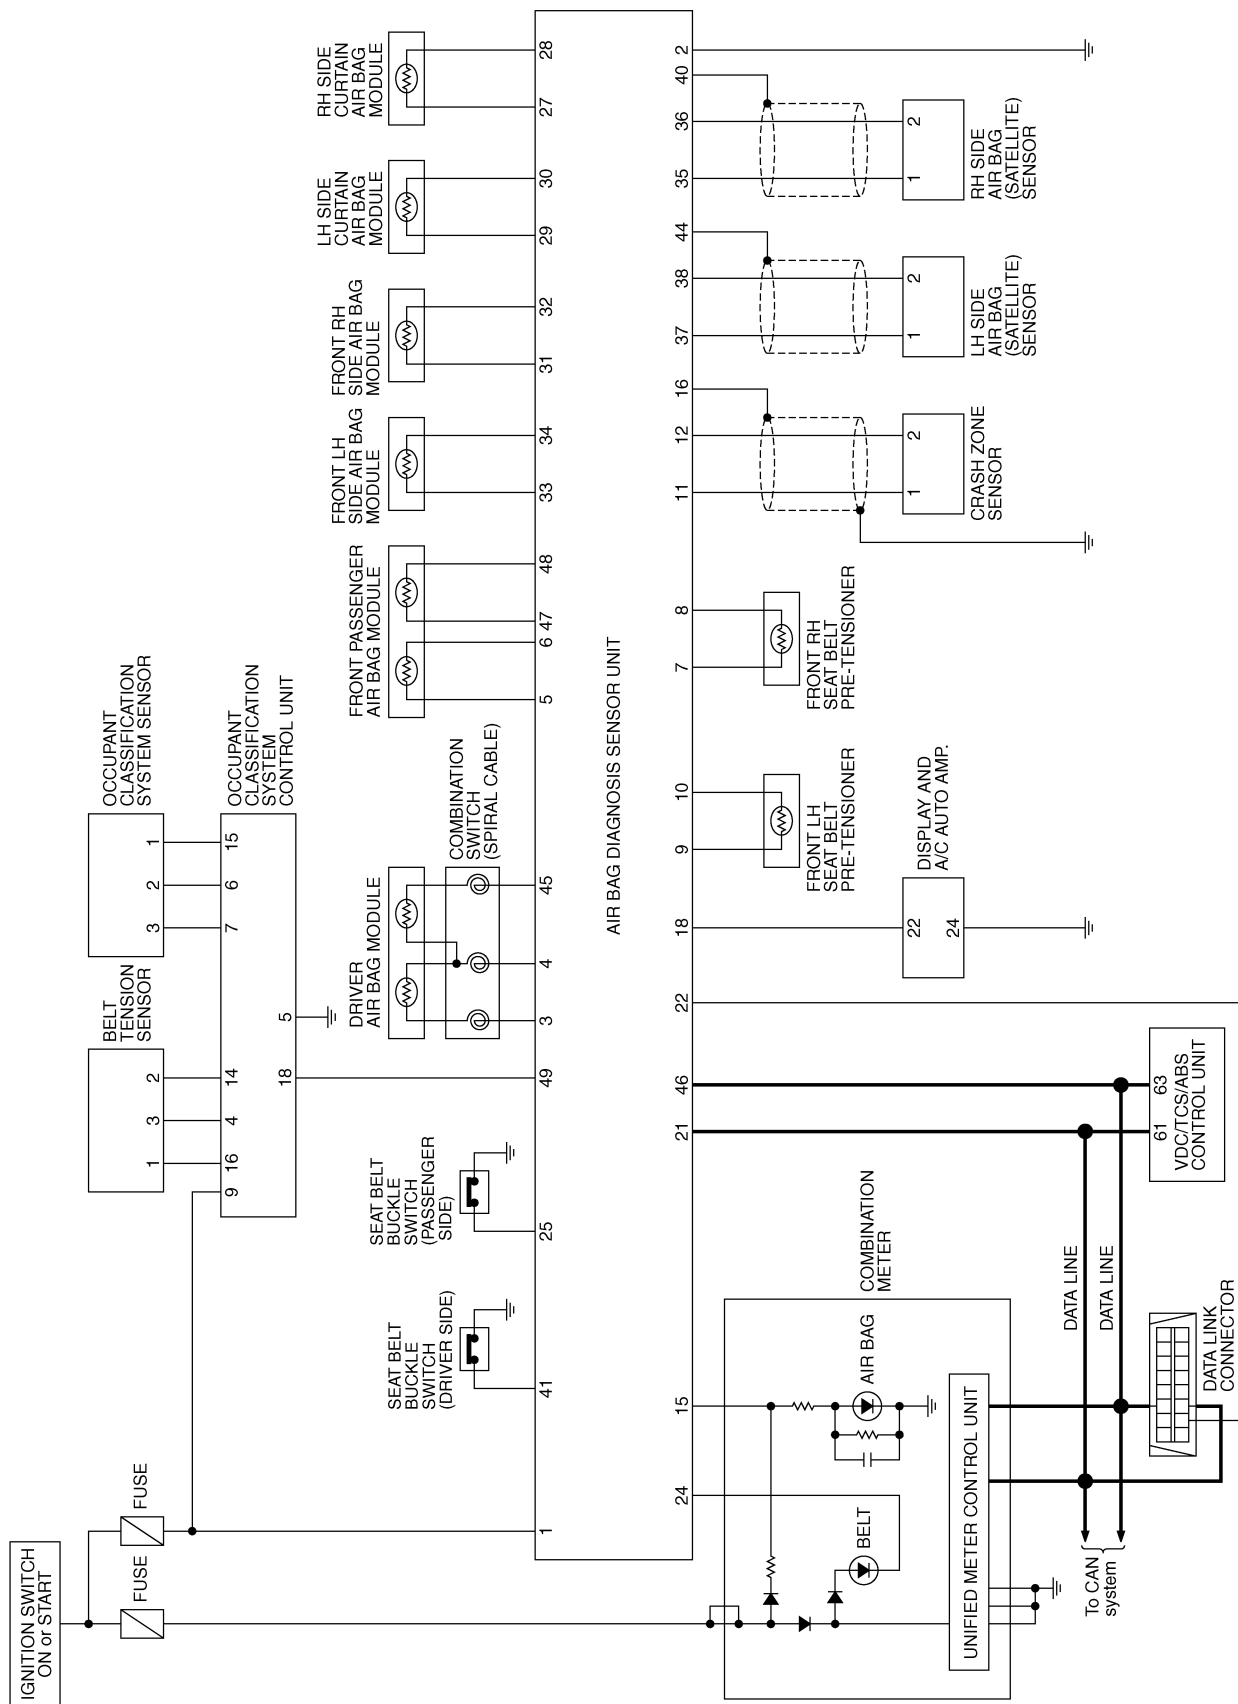 IGNITION SWITCH
ON or START
FUSE
FUSE
BELT
TENSION
SENSOR
1
3
2
OCCUPANT
CLASSIFICATION
SYSTEM SENSOR
3
2
1
OCCUPANT
CLASSIFICATION
SYSTEM
CONTROL UNIT
9
16
4
14
7
6
15
18
5
SEAT BELT
BUCKLE
SWITCH
(DRIVER SIDE)
SEAT BELT
BUCKLE
SWITCH
(PASSENGER
SIDE)
DRIVER
AIR BAG MODULE
COMBINATION
SWITCH
(SPIRAL CABLE)
FRONT PASSENGER
AIR BAG MODULE
FRONT LH
SIDE AIR BAG
MODULE
FRONT RH
SIDE AIR BAG
MODULE
LH SIDE
CURTAIN
AIR BAG
MODULE
RH SIDE
CURTAIN
AIR BAG
MODULE
1
41
25
49
3
4
45
5
6
47
48
33
34
31
32
29
30
27
28
AIR BAG DIAGNOSIS SENSOR UNIT
24
15
21
46
22
18
9
10
7
8
11
12
16
37
38
44
35
36
40
2
COMBINATION
METER
BELT
AIR BAG
UNIFIED METER CONTROL UNIT
FRONT LH
SEAT BELT
PRE-TENSIONER
FRONT RH
SEAT BELT
PRE-TENSIONER
DISPLAY AND
A/C AUTO AMP.
22
24
1
2
CRASH ZONE
SENSOR
1
2
LH SIDE
AIR BAG
(SATELLITE)
SENSOR
1
2
RH SIDE
AIR BAG
(SATELLITE)
SENSOR
DATA LINE
DATA LINE
To CAN
system
61
63
VDC/TCS/ABS
CONTROL UNIT
DATA LINK
CONNECTOR